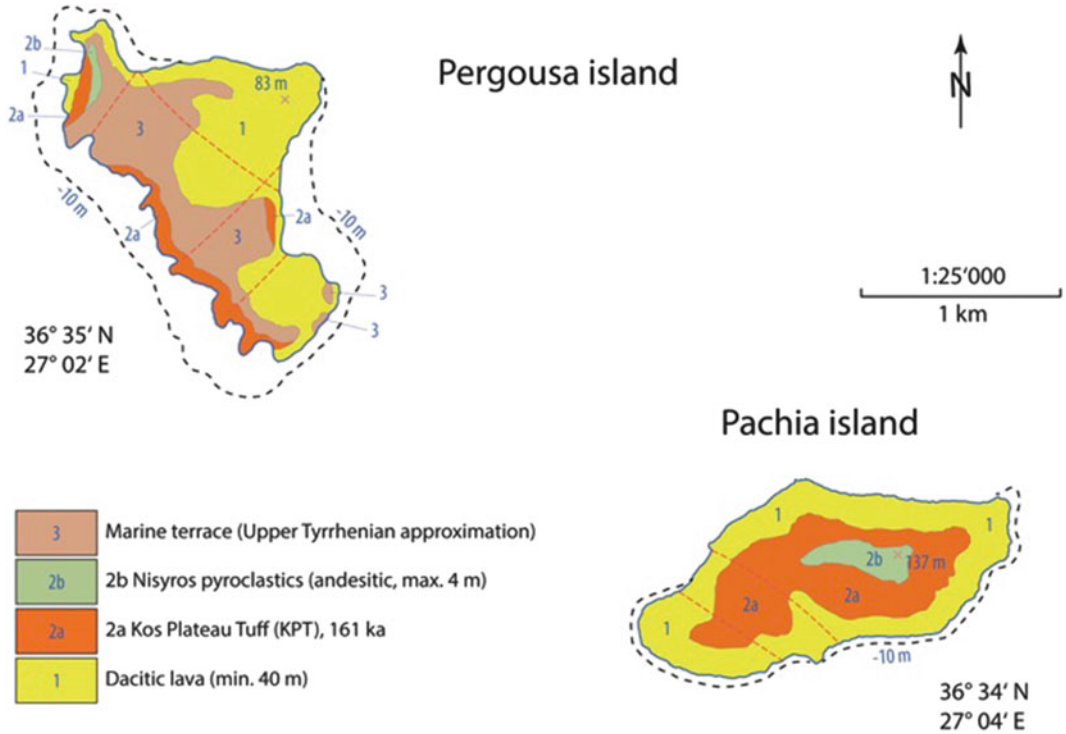 Pergousa island
N
2b
1
2a
83 m
3
1
-10 m
2a
3
2a
-10 m
3
3
36° 35‘ N
27° 02‘ E
1:25‘000
1 km
Pachia island
1
1
2b
137 m
2a
2a
1
-10 m
36° 34‘ N
27° 04‘ E
3 Marine terrace (Upper Tyrrhenian approximation)
2b 2b Nisyros pyroclastics (andesitic, max. 4 m)
2a 2a Kos Plateau Tuff (KPT), 161 ka
1 Dacitic lava (min. 40 m)